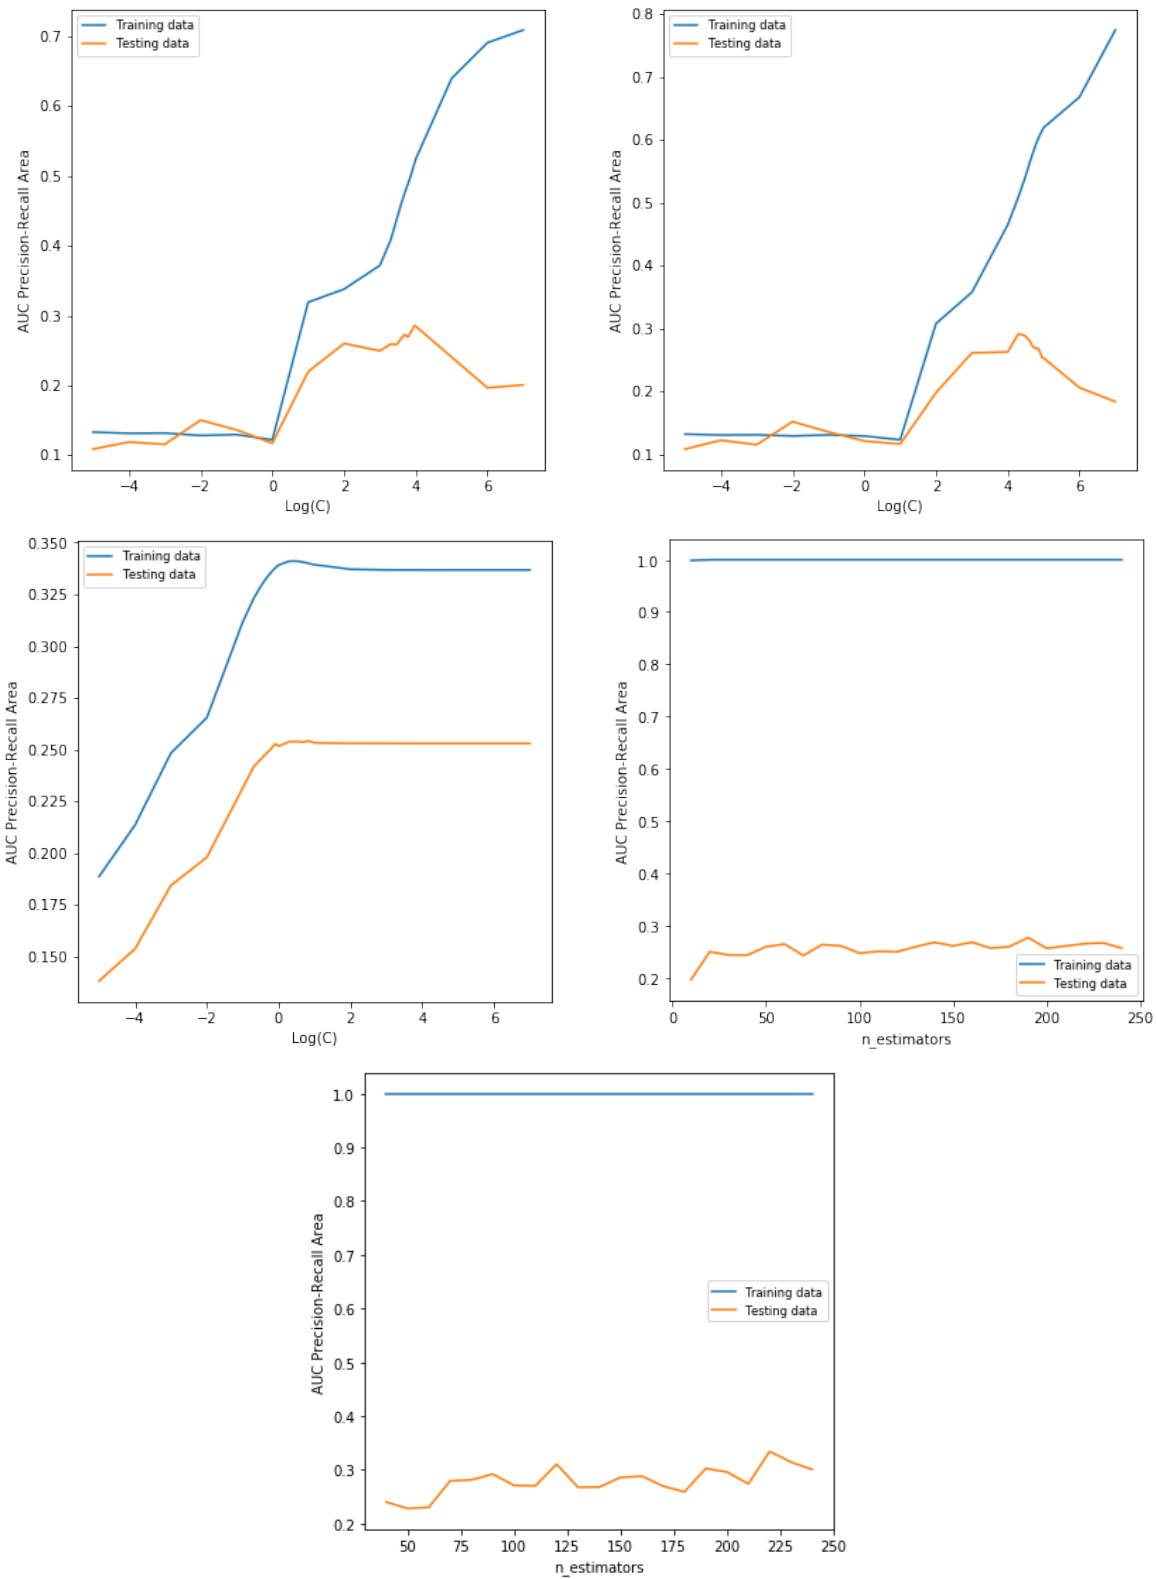 Training data
Testing data
0.7
0.6
0.5
0.4
0.3
0.2
0.1
AUC Precision-Recall Area
−4 −2 0 2 4 6
Log(C)
Training data
Testing data
0.8
0.7
0.6
0.5
0.4
0.3
0.2
0.1
AUC Precision-Recall Area
−4 −2 0 2 4 6
Log(C)
Training data
Testing data
0.350
0.325
0.300
0.275
0.250
0.225
0.200
0.175
0.150
AUC Precision-Recall Area
−4 −2 0 2 4 6
Log(C)
1.0
0.9
0.8
0.7
0.6
0.5
0.4
0.3
0.2
AUC Precision-Recall Area
Training data
Testing data
0 50 100 150 200 250
n_estimators
1.0
0.9
0.8
0.7
0.6
0.5
0.4
0.3
0.2
AUC Precision-Recall Area
Training data
Testing data
50 75 100 125 150 175 200 225 250
n_estimators